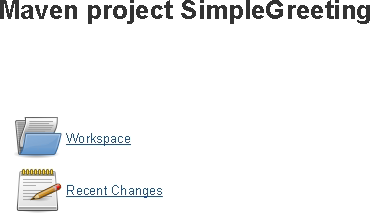 Maven project SimpleGreeting
Workspace
Recent Changes